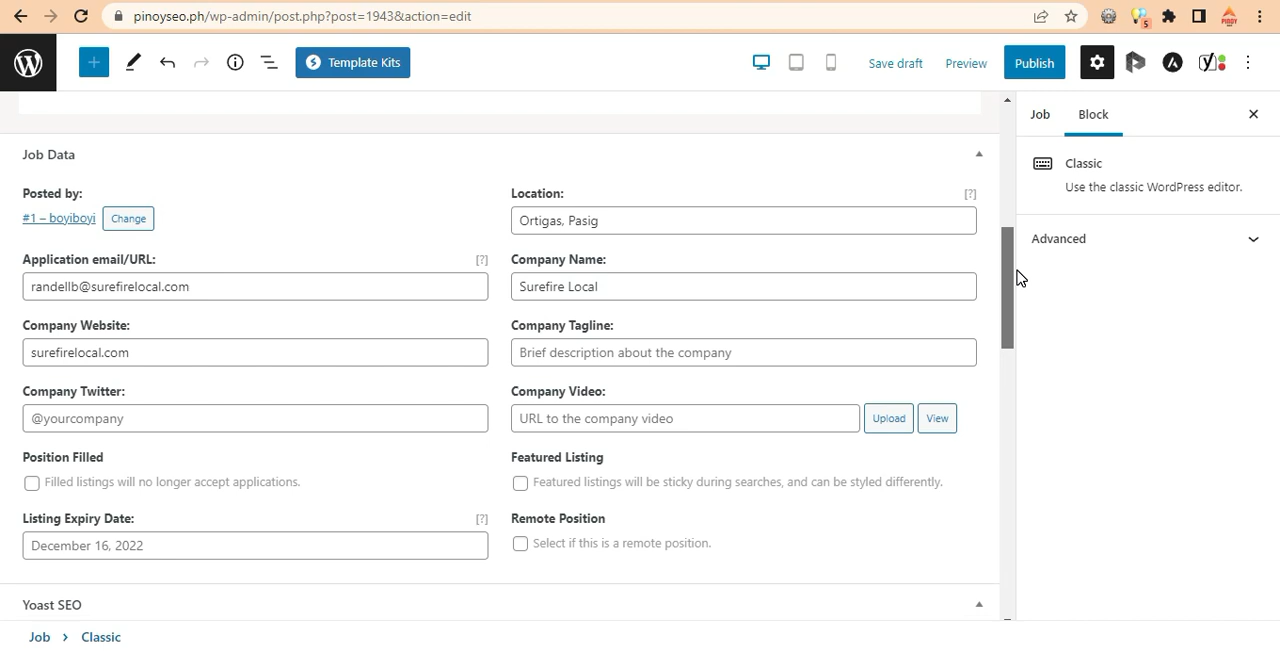 pinoyseo.ph/wp-admin/post.php?post=1943&action=edit
5
PINOY
Template Kits
Save draft
Preview
Publish
Job
Block
Classic
Use the classic WordPress editor.
Advanced
Job Data
Posted by:
#1 – boyiboyi
Change
Location:
[?]
Ortigas, Pasig
Application email/URL:
[?]
randellb@surefirelocal.com
Company Name:
Surefire Local
Company Website:
surefirelocal.com
Company Tagline:
Brief description about the company
Company Twitter:
@yourcompany
Company Video:
URL to the company video
Upload
View
Position Filled
Filled listings will no longer accept applications.
Featured Listing
Featured listings will be sticky during searches, and can be styled differently.
Listing Expiry Date:
[?]
December 16, 2022
Remote Position
Select if this is a remote position.
Yoast SEO
Job
Classic